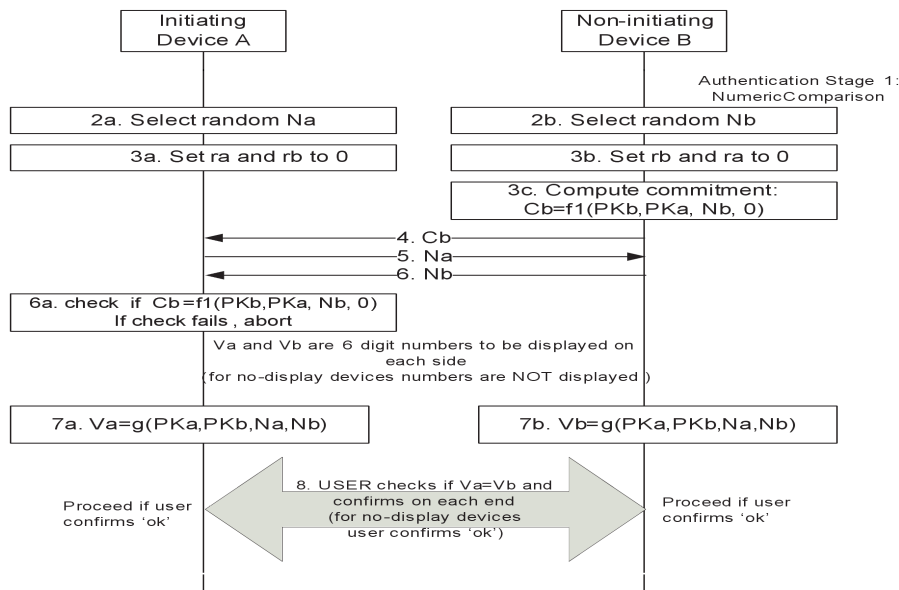 Initiating
Device A
Non-initiating
Device B
Authentication Stage 1:
NumericComparison
2a. Select random Na
2b. Select random Nb
3a. Set ra and rb to 0
3b. Set rb and ra to 0
3c. Compute commitment:
Cb=f1(PKb,PKa, Nb, 0)
4. Cb
5. Na
6. Nb
6a. check if Cb=f1(PKb,PKa, Nb, 0)
If check fails , abort
Va and Vb are 6 digit numbers to be displayed on
each side
(for no-display devices numbers are NOT displayed )
7a. Va=g(PKa,PKb,Na,Nb)
7b. Vb=g(PKa,PKb,Na,Nb)
8. USER checks if Va=Vb and
confirms on each end
(for no-display devices
user confirms ‘ok’)
Proceed if user
confirms ‘ok’
Proceed if user
confirms ‘ok’